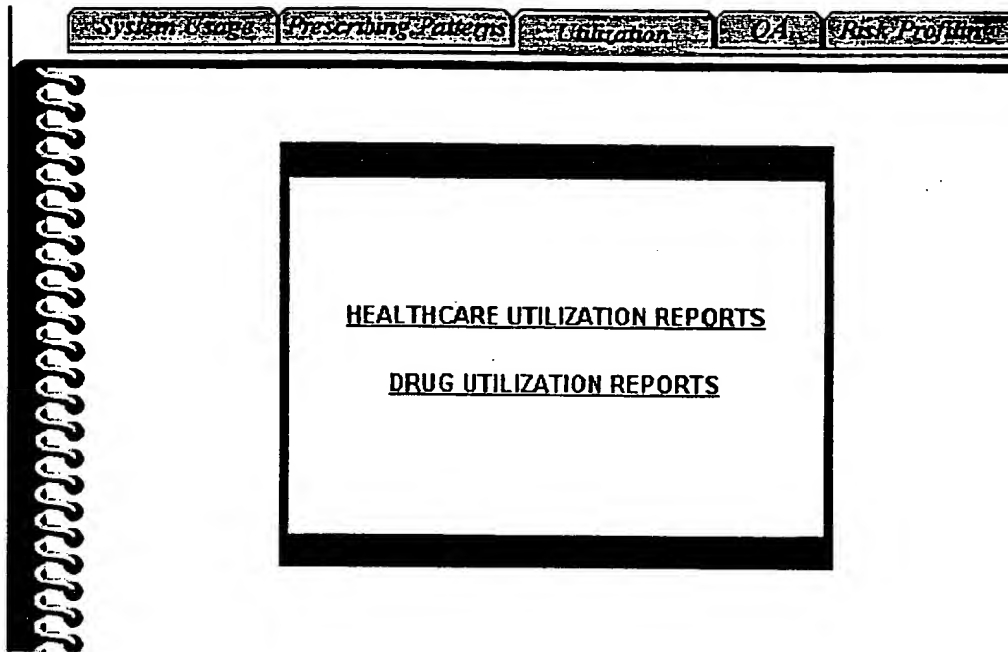 System Usage Prescribing Patterns Utilization QA Risk Profiling
HEALTHCARE UTILIZATION REPORTS
DRUG UTILIZATION REPORTS